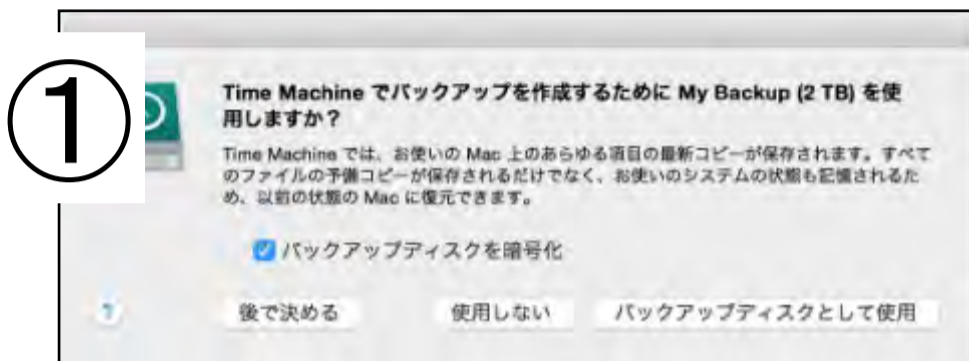 ①
Time Machine でバックアップを作成するために My Backup (2 TB) を使
用しますか？
Time Machine では、お使いの Mac 上のあらゆる項目の最新コピーが保存されます。すべて
のファイルの予備コピーが保存されるだけでなく、お使いのシステムの状態も記憶されるた
め、以前の状態の Mac に復元できます。
バックアップディスクを暗号化
? 後で決める 使用しない バックアップディスクとして使用